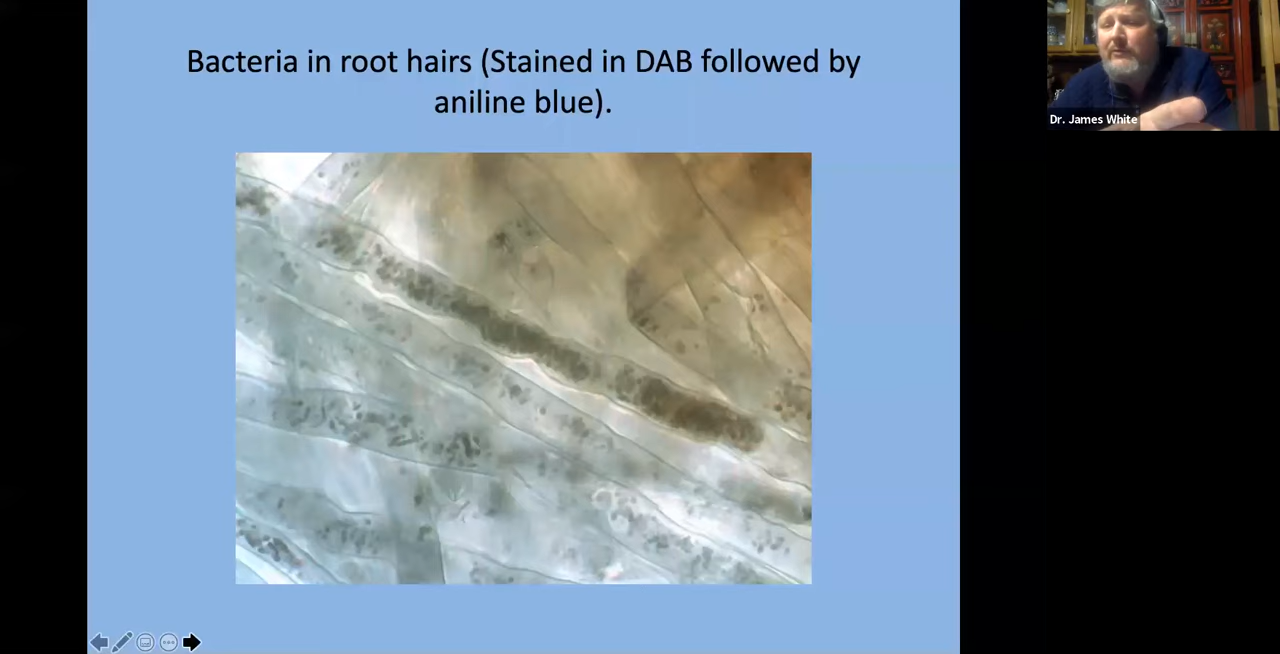 Bacteria in root hairs (Stained in DAB followed by
aniline blue).
Dr. James White